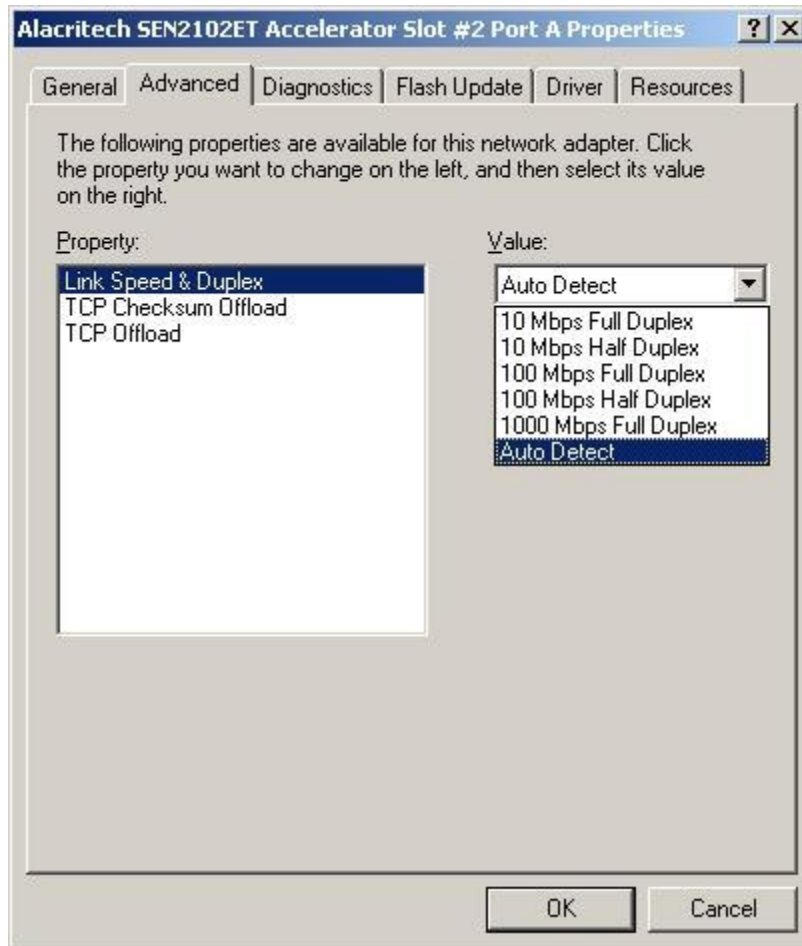 Alacritech SEN2102ET Accelerator Slot #2 Port A Properties
General
Advanced
Diagnostics
Flash Update
Driver
Resources
The following properties are available for this network adapter. Click
the property you want to change on the left, and then select its value
on the right.
Property:
Link Speed & Duplex
TCP Checksum Offload
TCP Offload
Value:
Auto Detect
10 Mbps Full Duplex
10 Mbps Half Duplex
100 Mbps Full Duplex
100 Mbps Half Duplex
1000 Mbps Full Duplex
Auto Detect
OK
Cancel